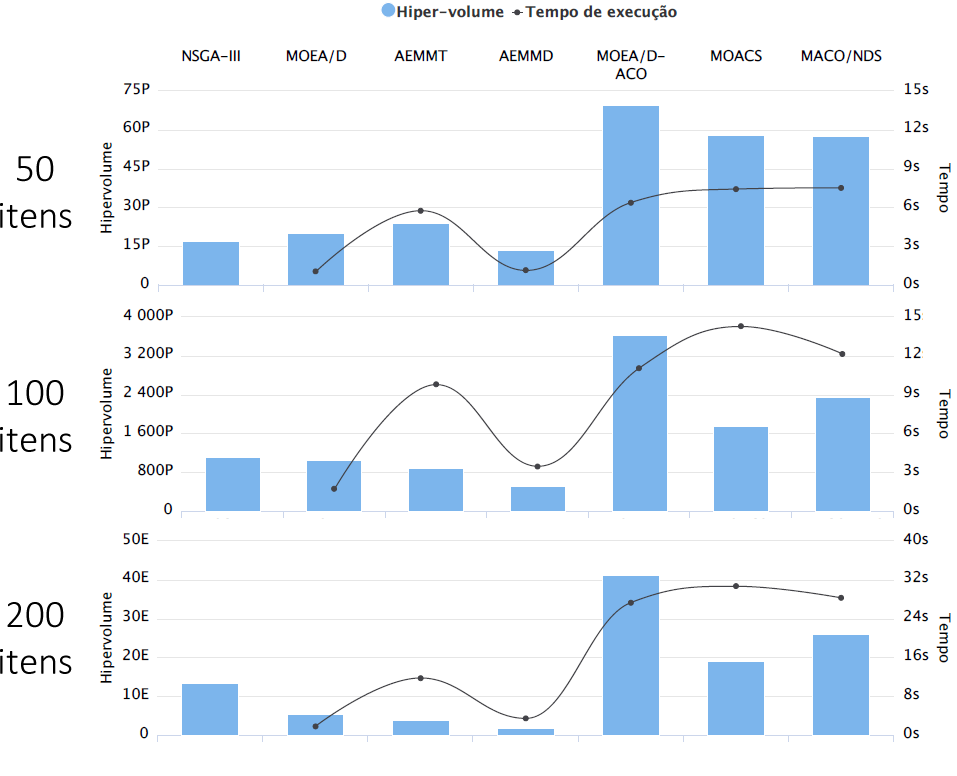 Hiper-volume Tempo de execução
NSGA-III MOEA/D AEMMT AEMMD MOEA/D-ACO MOACS MACO/NDS
50 itens
Hipervolume
75P
60P
45P
30P
15P
0
15s
12s
9s
6s
3s
0s
Tempo
100 itens
Hipervolume
4 000P
3 200P
2 400P
1 600P
800P
0
15
12
9s
6s
3s
0s
Tempo
200 itens
Hipervolume
50E
40E
30E
20E
10E
0
40s
32s
24s
16s
8s
0s
Tempo